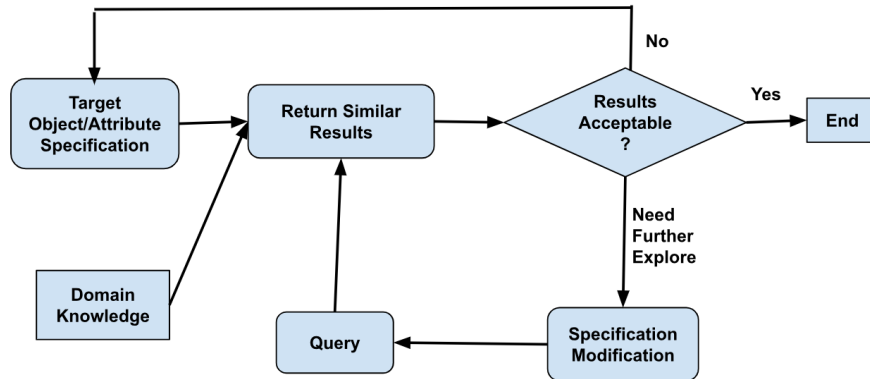 No
Target
Object/Attribute
Specification
Return Similar
Results
Results
Acceptable
?
Yes
End
Need
Further
Explore
Domain
Knowledge
Query
Specification
Modification